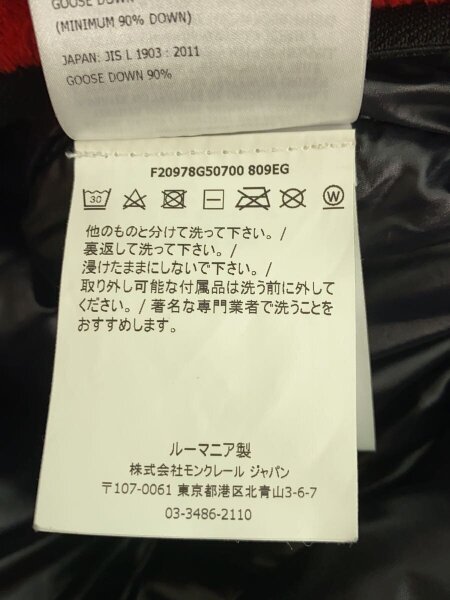 GOOSE DOWN
(MINIMUM 90% DOWN)
JAPAN: JIS L 1903 : 2011
GOOSE DOWN 90%
F20978G50700 809EG
30
W
他のものと分けて洗って下さい。/
裏返して洗って下さい。/
浸けたままにしないで下さい。/
取り外し可能な付属品は洗う前に外して
ください。/ 著名な専門業者で洗うことを
おすすめします。
ルーマニア製
株式会社モンクレール ジャパン
〒107-0061 東京都港区北青山3-6-7
03-3486-2110